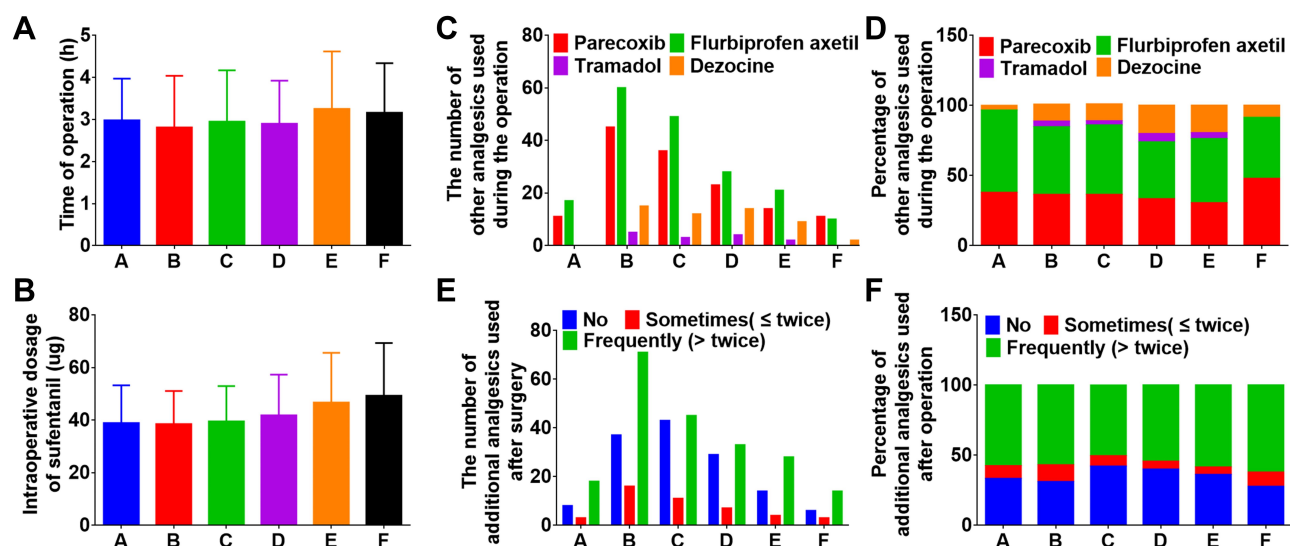 A
Time of operation (h)
5
4
3
2
1
0
A B C D E F
B
Intraoperative dosage
of sufentanil (ug)
80
60
40
20
0
A B C D E F
C
The number of
other analgesics used
during the operation
80
60
40
20
0
Parecoxib Flurbiprofen axetil
Tramadol Dezocine
A B C D E F
D
Percentage of
other analgesics used
during the operation
150
100
50
0
Parecoxib Flurbiprofen axetil
Tramadol Dezocine
A B C D E F
E
The number of
additional analgesics used
after surgery
80
60
40
20
0
No Sometimes( ≤ twice)
Frequently (> twice)
A B C D E F
F
Percentage of
additional analgesics used
after operation
150
100
50
0
No Sometimes( ≤ twice)
Frequently (> twice)
A B C D E F